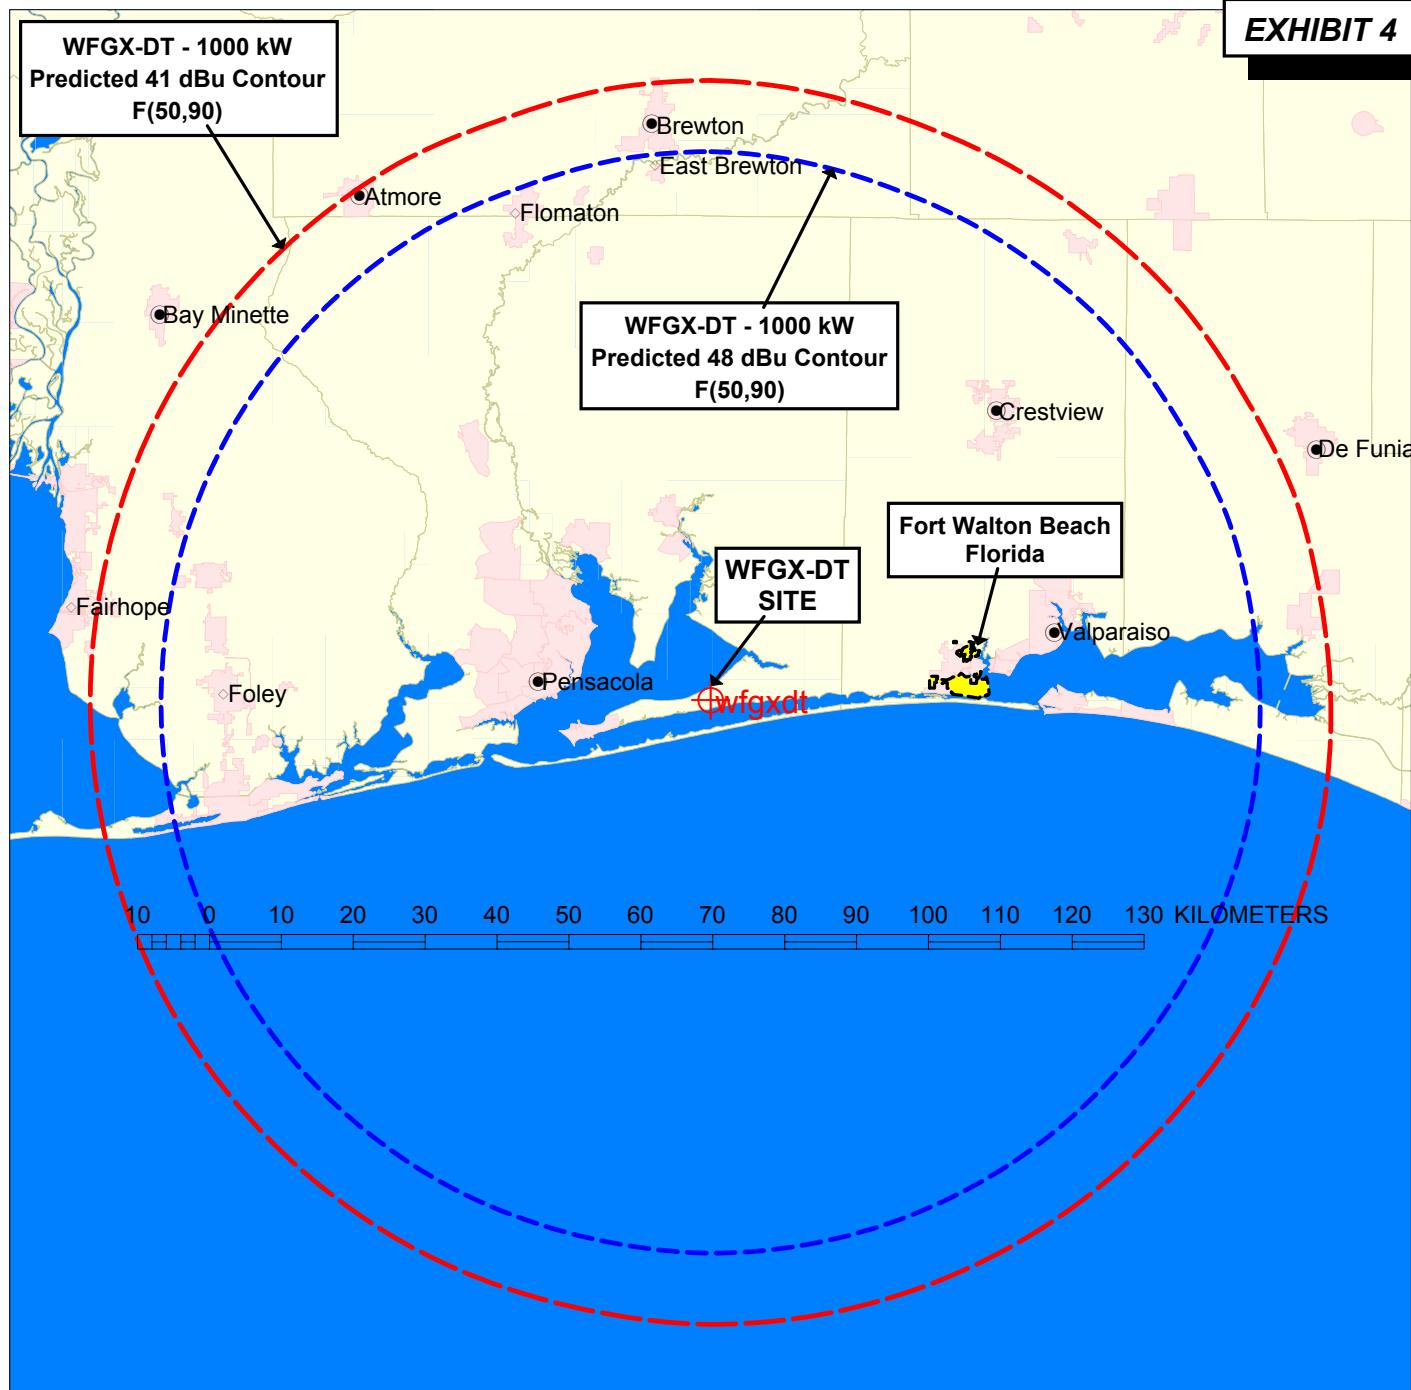 EXHIBIT 4
WFGX-DT - 1000 kW
Predicted 41 dBu Contour
F(50,90)
Brewton
East Brewton
Atmore
Flomaton
Bay Minette
WFGX-DT - 1000 kW
Predicted 48 dBu Contour
F(50,90)
Crestview
De Funia
Fort Walton Beach
Florida
WFGX-DT
SITE
Fairhope
Valparaiso
Pensacola
Foley
wfgxdt
10 0 10 20 30 40 50 60 70 80 90 100 110 120 130 KILOMETERS